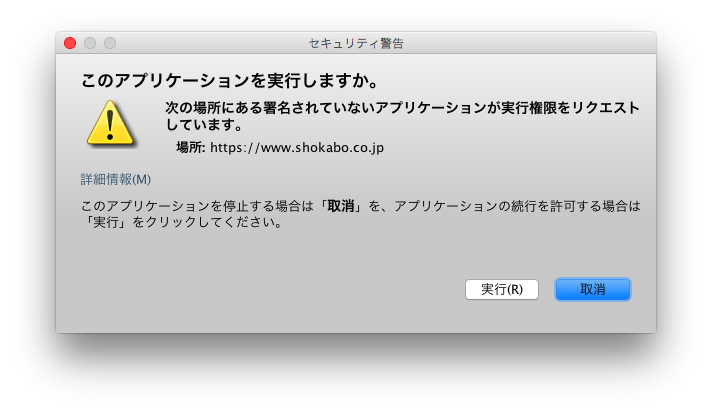 セキュリティ警告
このアプリケーションを実行しますか。
次の場所にある署名されていないアプリケーションが実行権限をリクエスト
しています。
場所: https://www.shokabo.co.jp
詳細情報(M)
このアプリケーションを停止する場合は「取消」を、アプリケーションの続行を許可する場合は
「実行」をクリックしてください。
実行(R)
取消